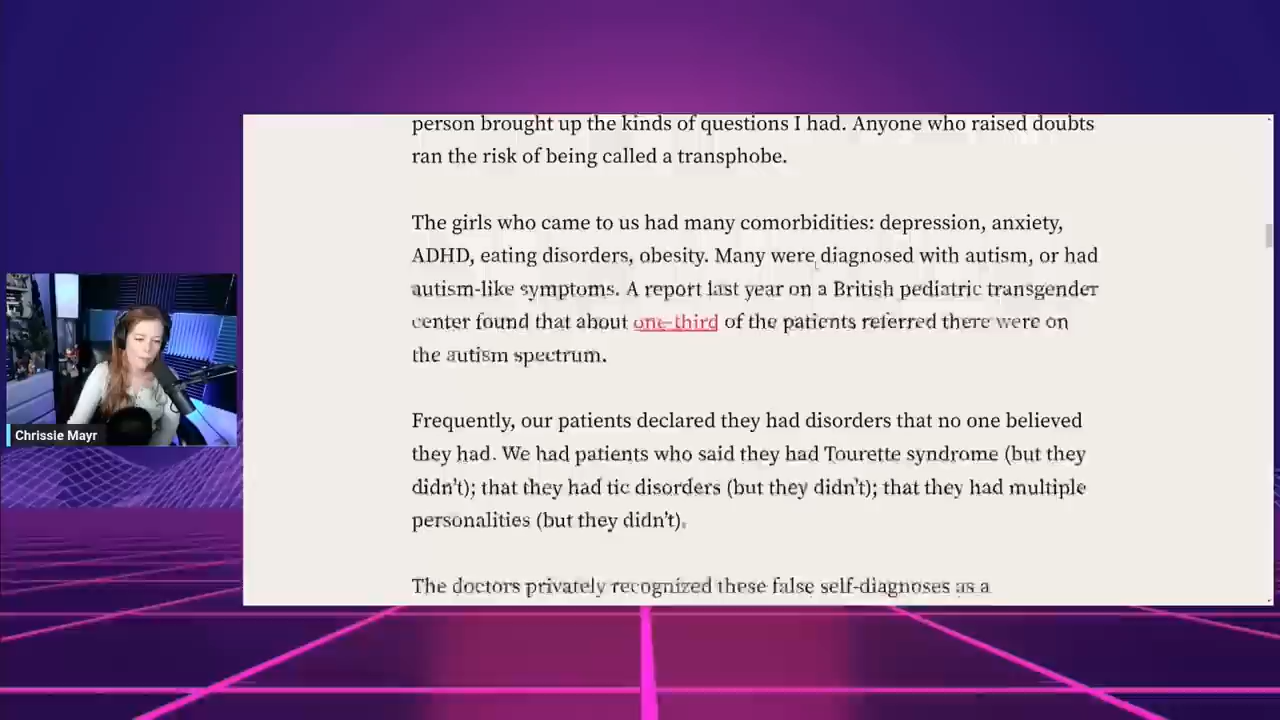 person brought up the kinds of questions I had. Anyone who raised doubts
ran the risk of being called a transphobe.
The girls who came to us had many comorbidities: depression, anxiety,
ADHD, eating disorders, obesity. Many were diagnosed with autism, or had
autism-like symptoms. A report last year on a British pediatric transgender
center found that about one-third of the patients referred there were on
the autism spectrum.
Frequently, our patients declared they had disorders that no one believed
they had. We had patients who said they had Tourette syndrome (but they
didn't); that they had tic disorders (but they didn't); that they had multiple
personalities (but they didn't).
The doctors privately recognized these false self-diagnoses as a
Chrissie Mayr